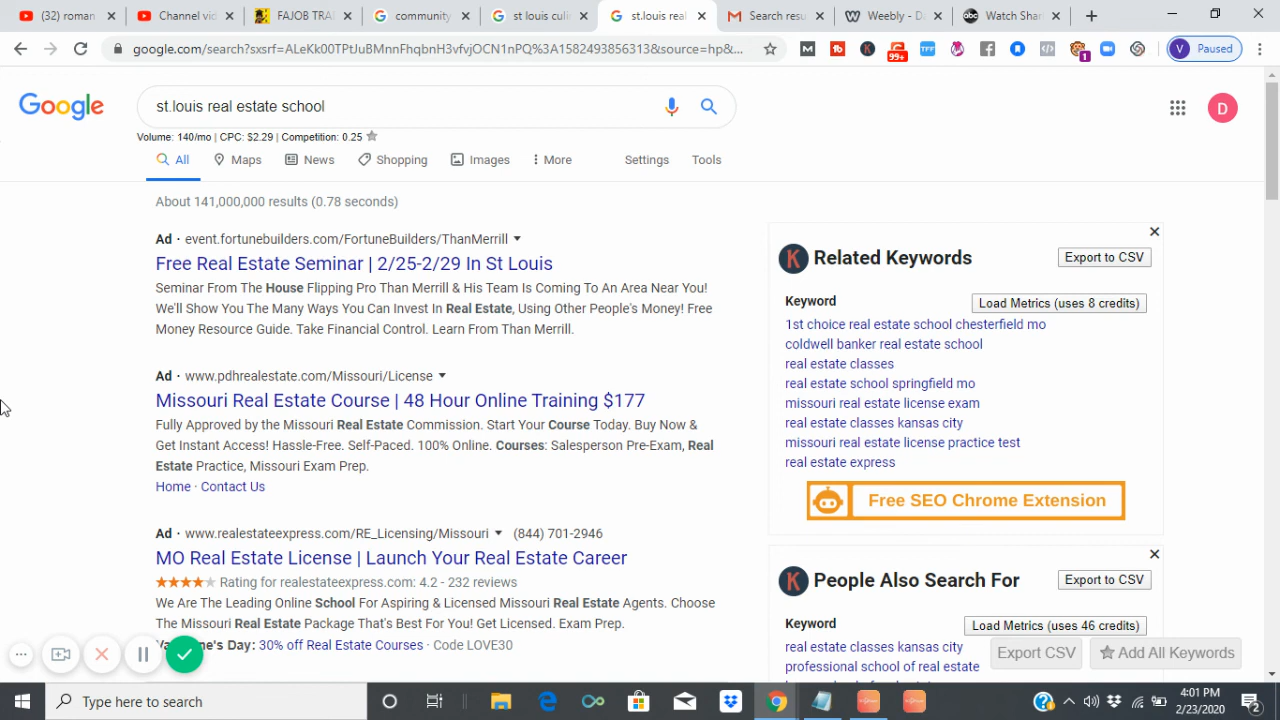 (32) roman
Channel vid
FAJOB TRAI
community
st louis culin
st.louis real
Search resu
Weebly - Da
abc
Watch Shar
google.com/search?sxsrf=ALeKk00TPtUuBMnnFhqbnH3vfvjOCN1nPQ%3A1582493856313&source=hp&...
99+
TFF
1
V
Paused
Google
st.louis real estate school
D
Volume: 140/mo | CPC: $2.29 | Competition: 0.25
All
Maps
News
Shopping
Images
More
Settings
Tools
About 141,000,000 results (0.78 seconds)
Ad · event.fortunebuilders.com/FortuneBuilders/ThanMerrill
Free Real Estate Seminar | 2/25-2/29 In St Louis
Seminar From The House Flipping Pro Than Merrill & His Team Is Coming To An Area Near You!
We'll Show You The Many Ways You Can Invest In Real Estate, Using Other People's Money! Free
Money Resource Guide. Take Financial Control. Learn From Than Merrill.
Ad · www.pdhrealestate.com/Missouri/License
Missouri Real Estate Course | 48 Hour Online Training $177
Fully Approved by the Missouri Real Estate Commission. Start Your Course Today. Buy Now &
Get Instant Access! Hassle-Free. Self-Paced. 100% Online. Courses: Salesperson Pre-Exam, Real
Estate Practice, Missouri Exam Prep.
Home · Contact Us
Ad · www.realestateexpress.com/RE_Licensing/Missouri (844) 701-2946
MO Real Estate License | Launch Your Real Estate Career
Rating for realestateexpress.com: 4.2 - 232 reviews
We Are The Leading Online School For Aspiring & Licensed Missouri Real Estate Agents. Choose
The Missouri Real Estate Package That's Best For You! Get Licensed. Exam Prep.
Day: 30% off Real Estate Courses · Code LOVE30
K
Related Keywords
Export to CSV
Keyword
Load Metrics (uses 8 credits)
1st choice real estate school chesterfield mo
coldwell banker real estate school
real estate classes
real estate school springfield mo
missouri real estate license exam
real estate classes kansas city
missouri real estate license practice test
real estate express
Free SEO Chrome Extension
K
People Also Search For
Export to CSV
Keyword
Load Metrics (uses 46 credits)
real estate classes kansas city
professional school of real estate
Export CSV
Add All Keywords
Type here to search
4:01 PM
2/23/2020
2